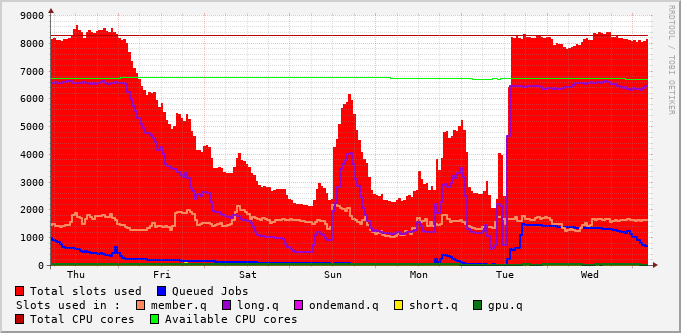 9000
8000
7000
6000
5000
4000
3000
2000
1000
0
Thu Fri Sat Sun Mon Tue Wed
RRDTOOL / TOBI OETIKER
Total slots used Queued Jobs
Slots used in : member.q long.q ondemand.q short.q gpu.q
Total CPU cores Available CPU cores